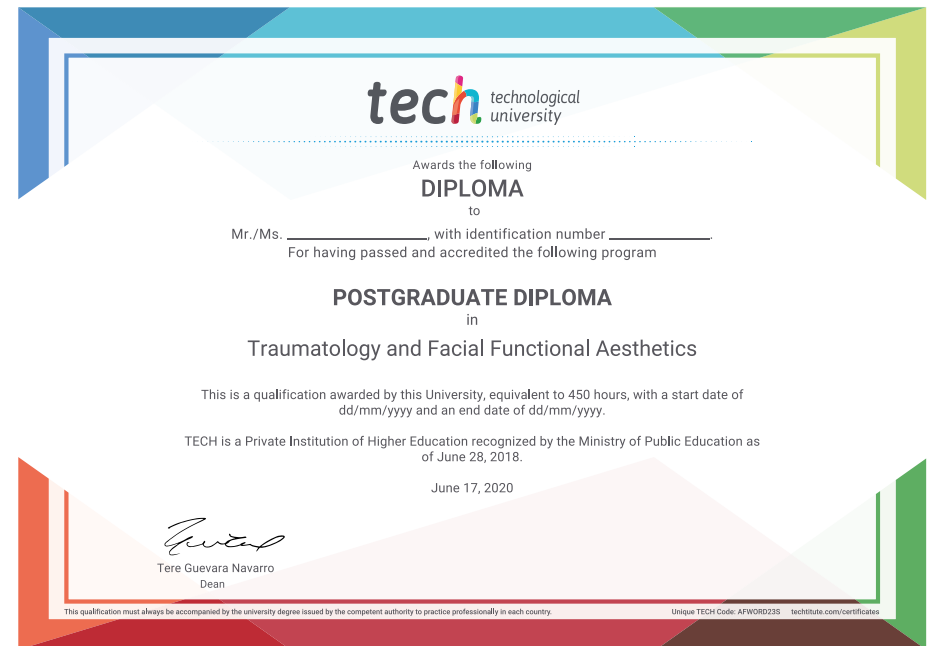 tech technological
university
Awards the following
DIPLOMA
to
Mr./Ms. ____________________, with identification number ______________.
For having passed and accredited the following program
POSTGRADUATE DIPLOMA
in
Traumatology and Facial Functional Aesthetics
This is a qualification awarded by this University, equivalent to 450 hours, with a start date of
dd/mm/yyyy and an end date of dd/mm/yyyy.
TECH is a Private Institution of Higher Education recognized by the Ministry of Public Education as
of June 28, 2018.
June 17, 2020
Tere Guevara Navarro
Dean
This qualification must always be accompanied by the university degree issued by the competent authority to practice professionally in each country.
Unique TECH Code: AFWORD23S techtitute.com/certificates